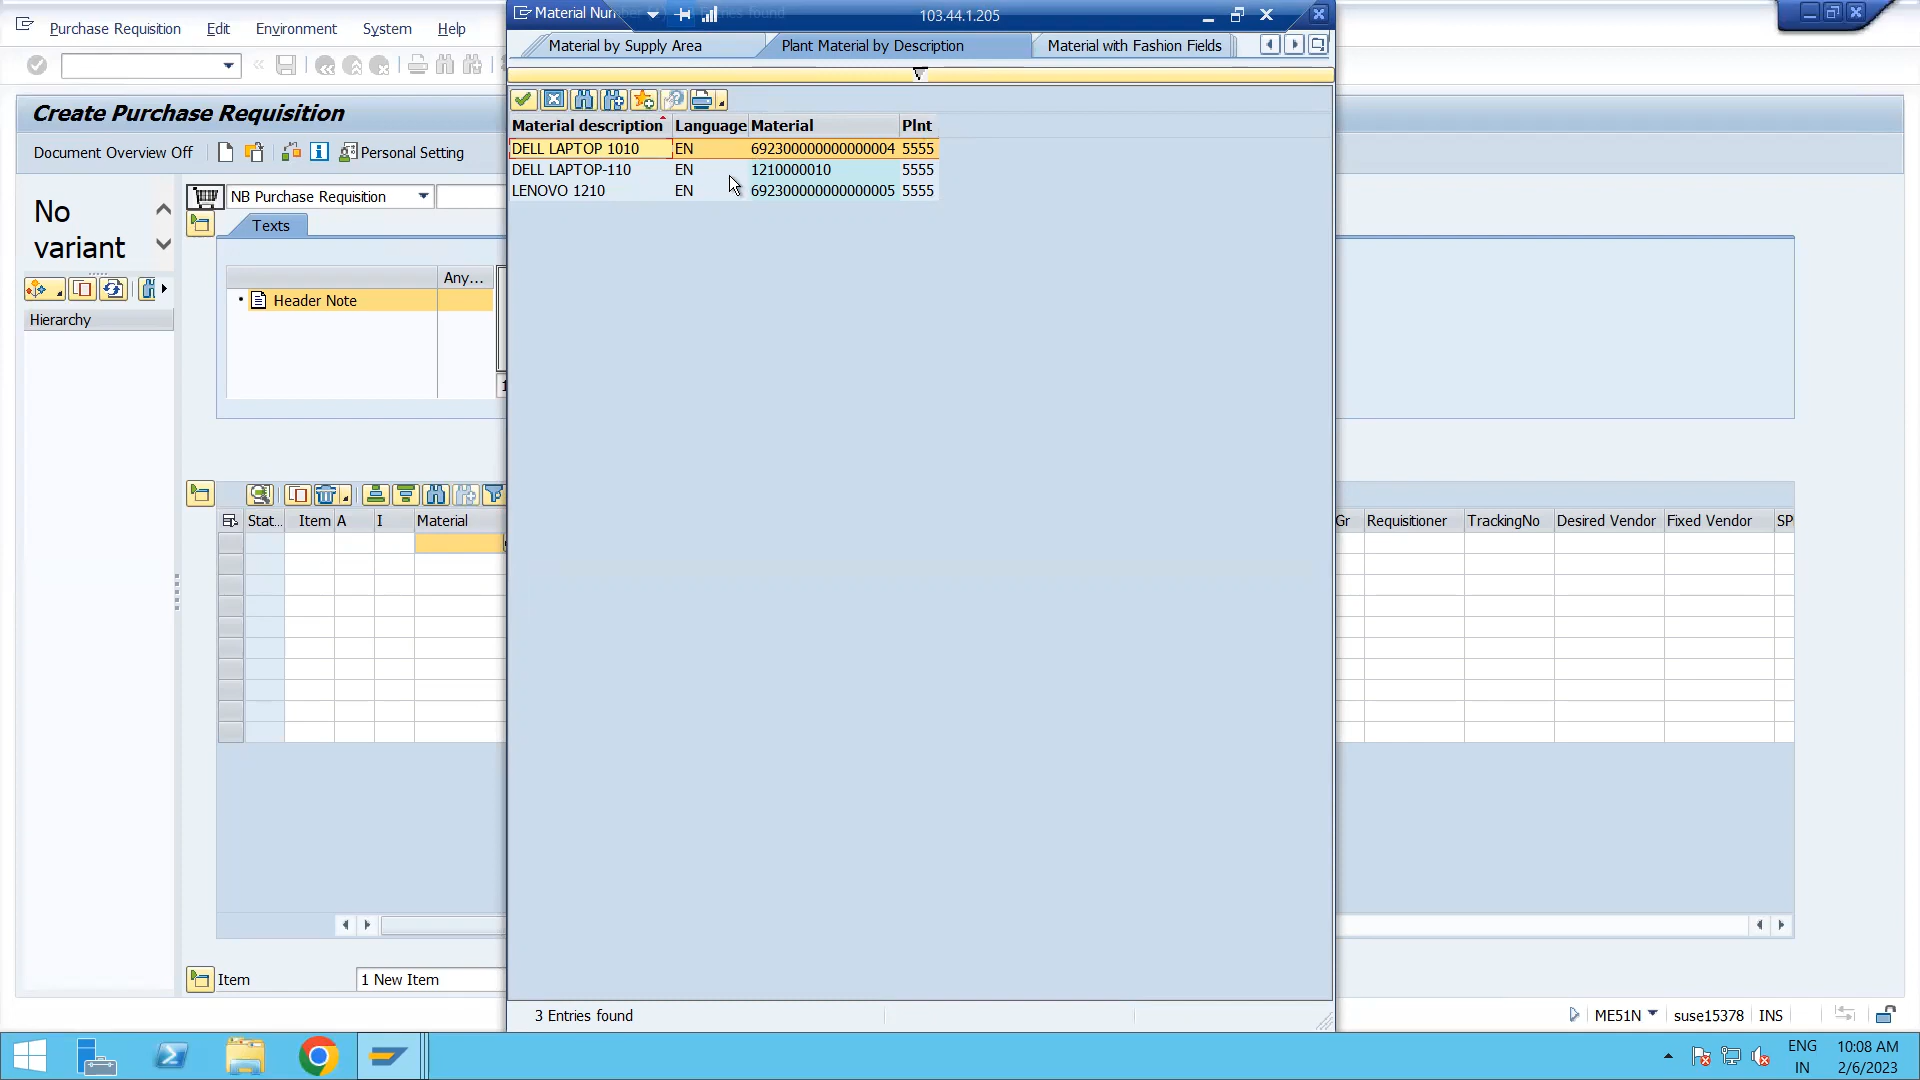 Purchase Requisition Edit Environment System Help
Material Num 103.44.1.205
Material by Supply Area Plant Material by Description Material with Fashion Fields
Create Purchase Requisition
Document Overview Off Personal Setting
Material description Language Material Plnt
DELL LAPTOP 1010 EN 692300000000000004 5555
DELL LAPTOP-110 EN 1210000010 5555
LENOVO 1210 EN 692300000000000005 5555
No
variant
NB Purchase Requisition
Texts
Any...
Header Note
Hierarchy
Stat... Item A I Material Gr Requisitioner TrackingNo Desired Vendor Fixed Vendor SP
Item 1 New Item
3 Entries found
ME51N suse15378 INS
ENG 10:08 AM
IN 2/6/2023